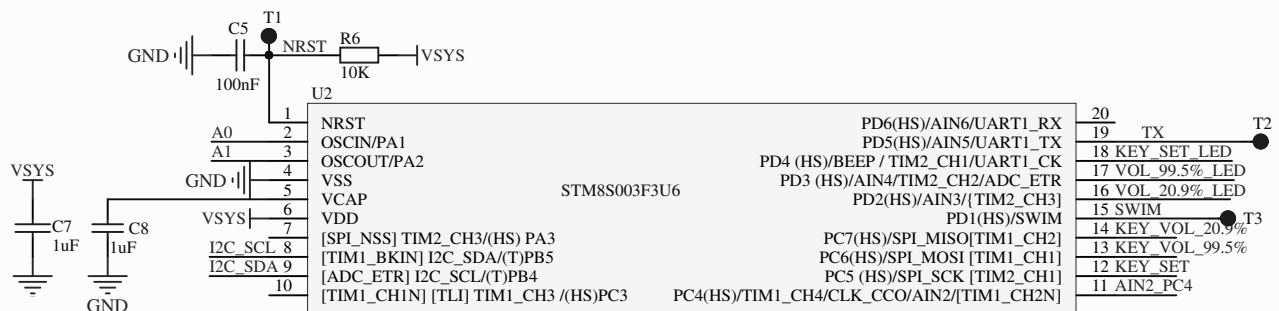 T1
C5
NRST
R6
GND
VSYS
100nF
10K
U2
1 NRST
A0 2 OSCIN/PA1
A1 3 OSCOUT/PA2
GND 4 VSS
5 VCAP
VSYS 6 VDD
7 [SPI_NSS] TIM2_CH3/(HS) PA3
I2C_SCL 8 [TIM1_BKIN] I2C_SDA/(T)PB5
I2C_SDA 9 [ADC_ETR] I2C_SCL/(T)PB4
10 [TIM1_CH1N] [TLI] TIM1_CH3 /(HS)PC3
STM8S003F3U6
PD6(HS)/AIN6/UART1_RX 20
PD5(HS)/AIN5/UART1_TX 19 TX T2
PD4 (HS)/BEEP / TIM2_CH1/UART1_CK 18 KEY_SET_LED
PD3 (HS)/AIN4/TIM2_CH2/ADC_ETR 17 VOL_99.5%_LED
PD2(HS)/AIN3/{TIM2_CH3] 16 VOL_20.9%_LED
PD1(HS)/SWIM 15 SWIM T3
PC7(HS)/SPI_MISO[TIM1_CH2] 14 KEY_VOL_20.9%
PC6(HS)/SPI_MOSI [TIM1_CH1] 13 KEY_VOL_99.5%
PC5 (HS)/SPI_SCK [TIM2_CH1] 12 KEY_SET
PC4(HS)/TIM1_CH4/CLK_CCO/AIN2/[TIM1_CH2N] 11 AIN2_PC4
VSYS
C7
1uF
C8
1uF
GND